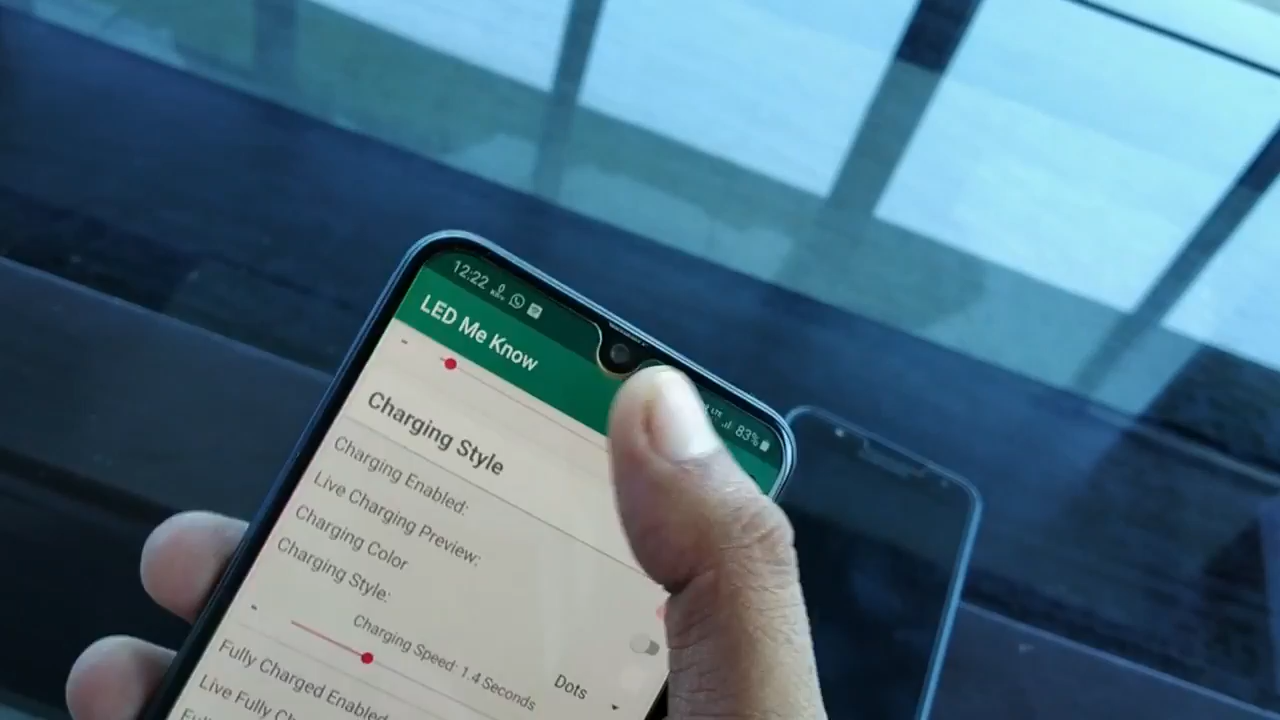 12:22
LTE 83%
LED Me Know
-
Charging Style
Charging Enabled:
Live Charging Preview:
Charging Color
Charging Style:
Dots
-
Charging Speed: 1.4 Seconds
Fully Charged Enabled
Live Fully Ch